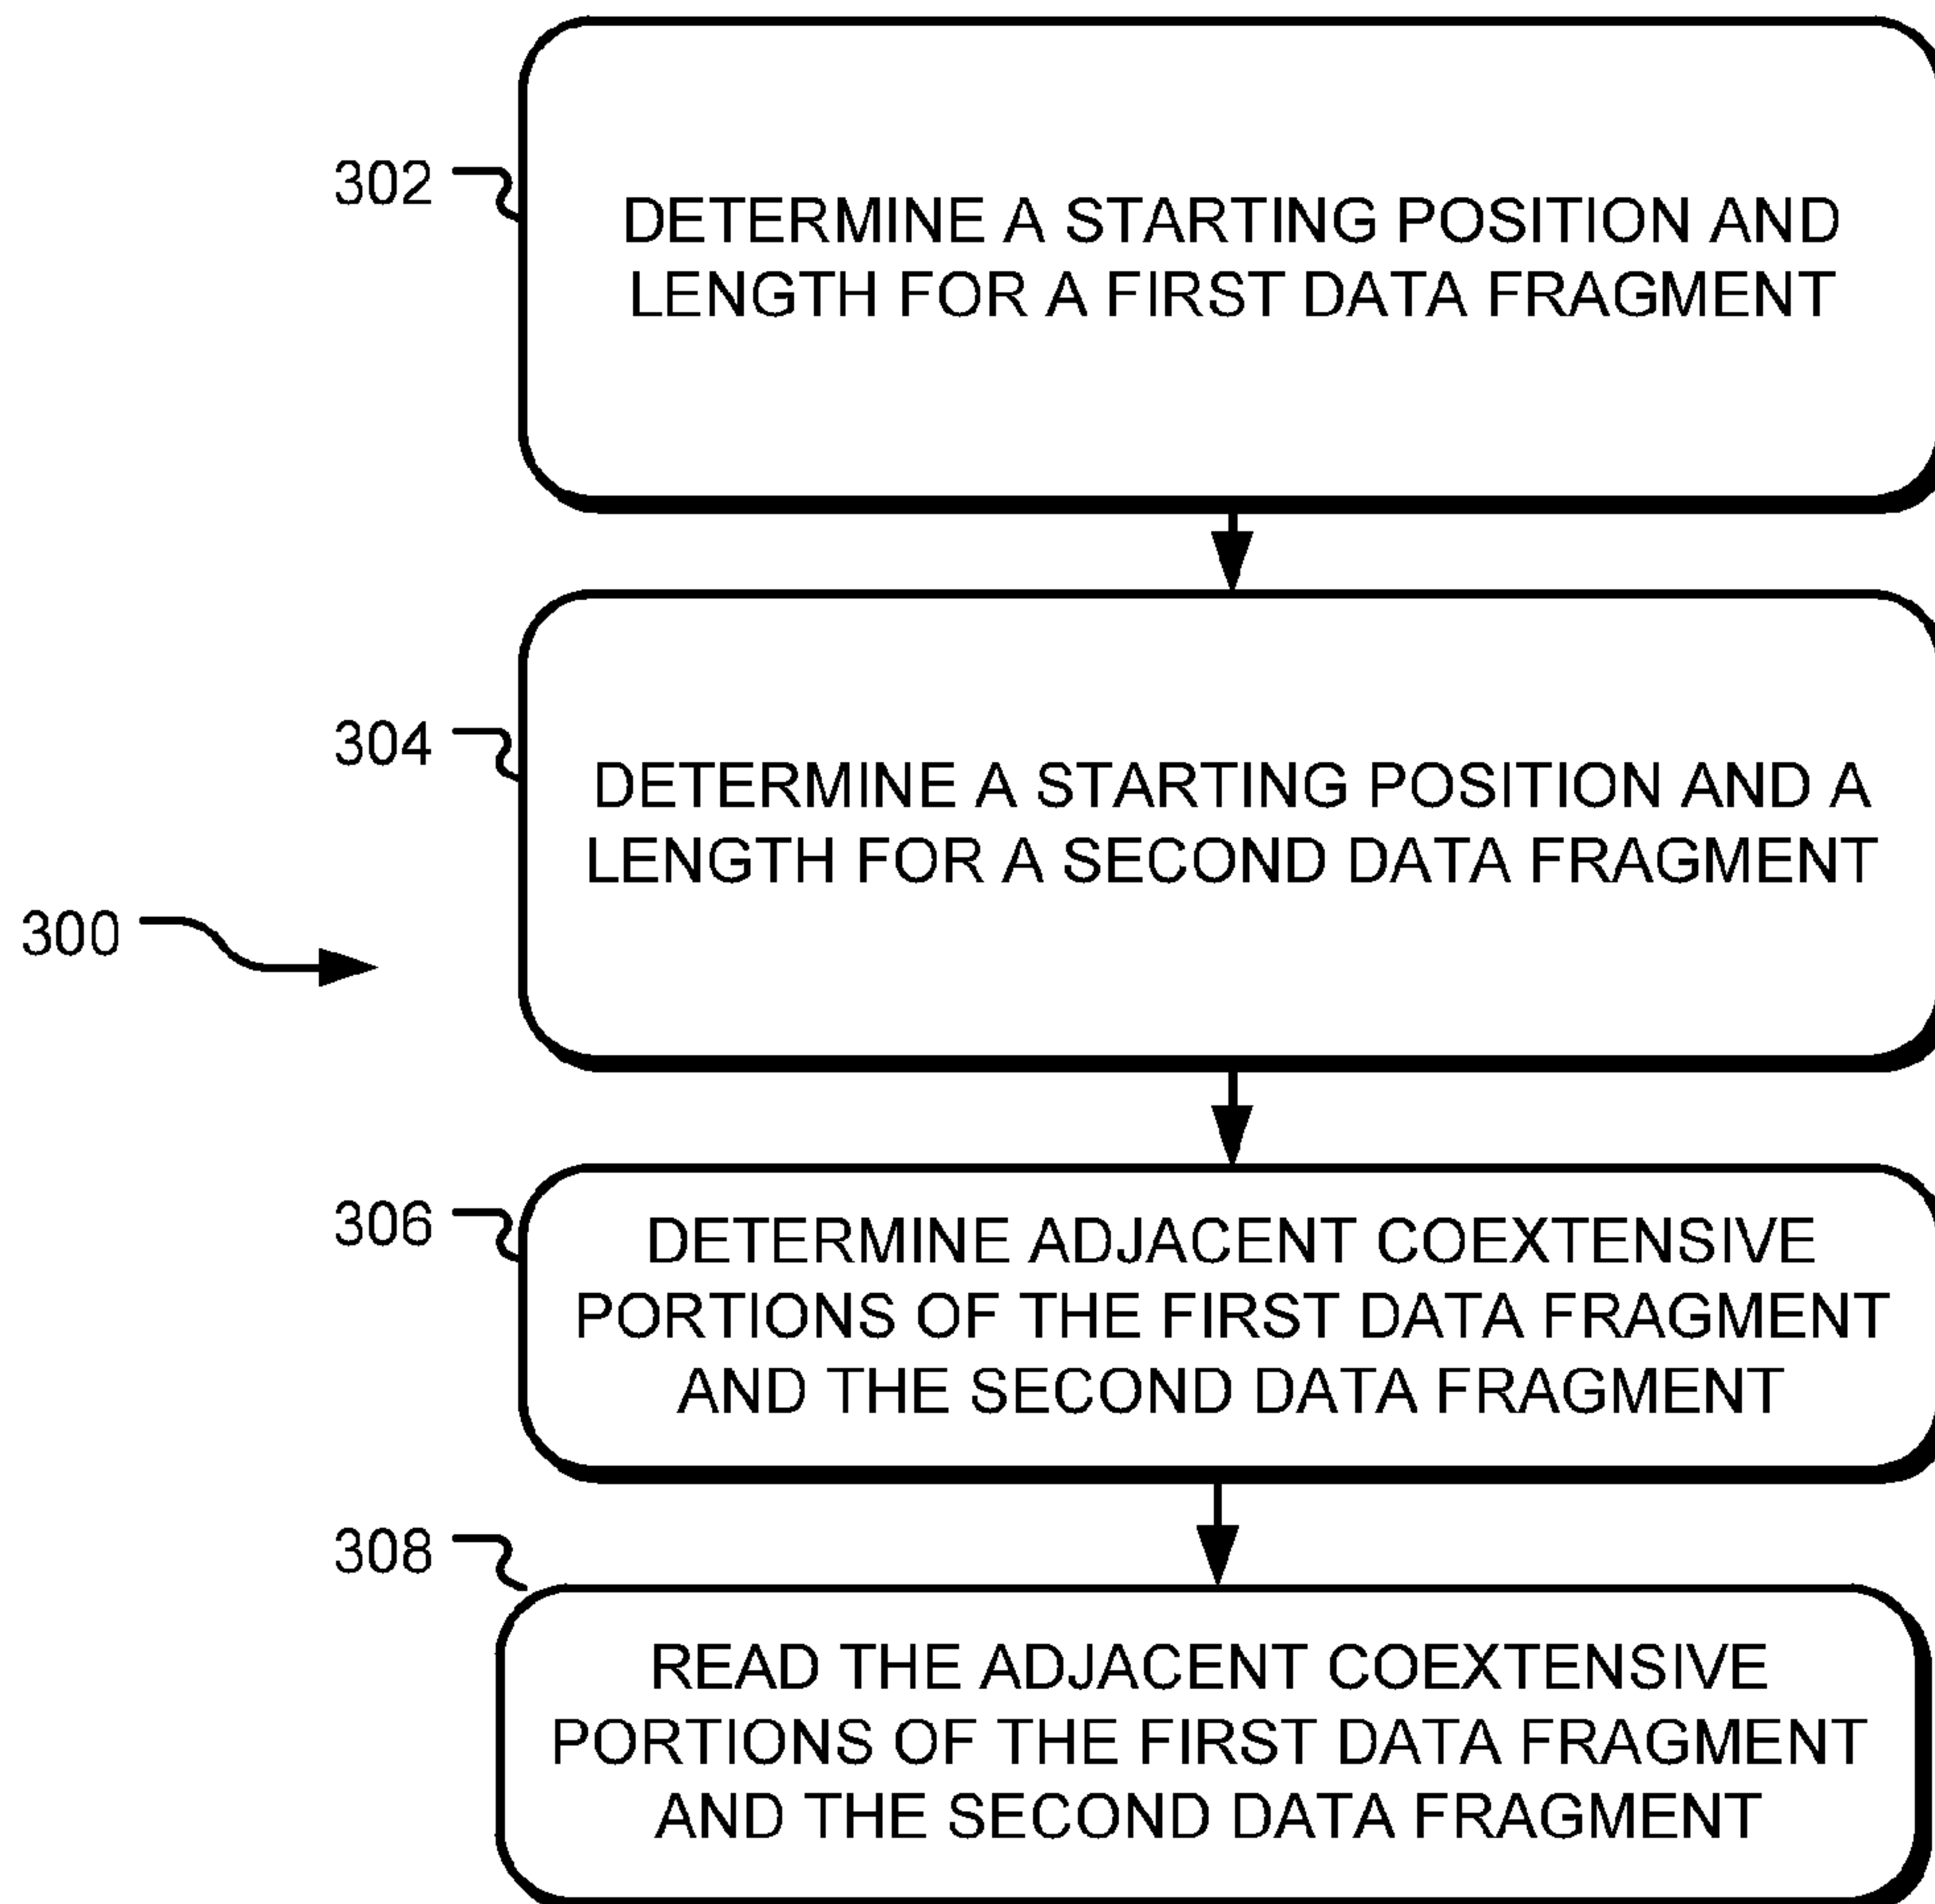 302
DETERMINE A STARTING POSITION AND
LENGTH FOR A FIRST DATA FRAGMENT
304
DETERMINE A STARTING POSITION AND A
LENGTH FOR A SECOND DATA FRAGMENT
300
306
DETERMINE ADJACENT COEXTENSIVE
PORTIONS OF THE FIRST DATA FRAGMENT
AND THE SECOND DATA FRAGMENT
308
READ THE ADJACENT COEXTENSIVE
PORTIONS OF THE FIRST DATA FRAGMENT
AND THE SECOND DATA FRAGMENT